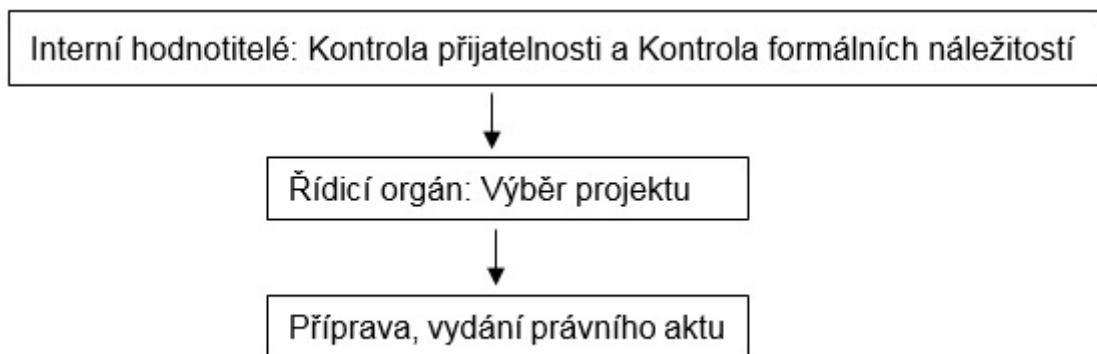 Interní hodnotitelé: Kontrola přijatelnosti a Kontrola formálních náležitostí
Řídicí orgán: Výběr projektu
Příprava, vydání právního aktu